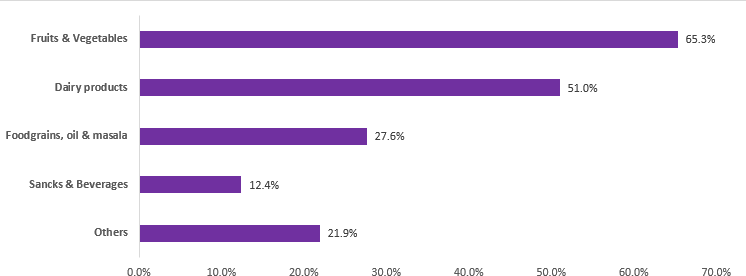 Fruits & Vegetables 65.3%
Dairy products 51.0%
Foodgrains, oil & masala 27.6%
Sancks & Beverages 12.4%
Others 21.9%
0.0% 10.0% 20.0% 30.0% 40.0% 50.0% 60.0% 70.0%